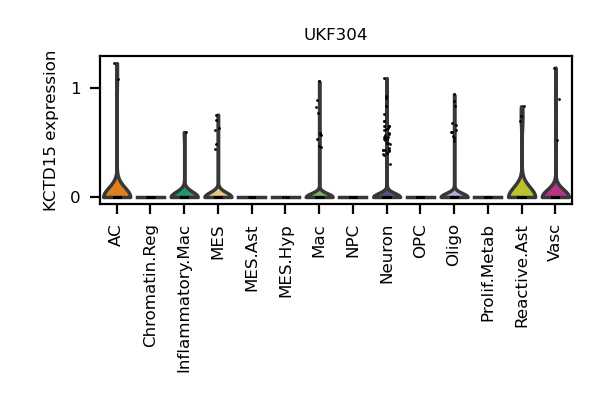 UKF304
KCTD15 expression
1
0
AC
Chromatin.Reg
Inflammatory.Mac
MES
MES.Ast
MES.Hyp
Mac
NPC
Neuron
OPC
Oligo
Prolif.Metab
Reactive.Ast
Vasc